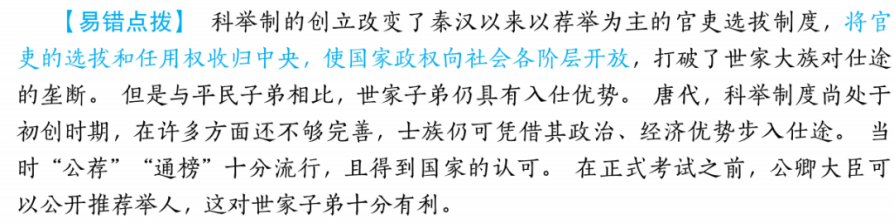 【易错点拨】 科举制的创立改变了秦汉以来以荐举为主的官吏选拔制度，将官
吏的选拔和任用权收归中央，使国家政权向社会各阶层开放，打破了世家大族对仕途
的垄断。 但是与平民子弟相比，世家子弟仍具有入仕优势。 唐代，科举制度尚处于
初创时期，在许多方面还不够完善，士族仍可凭借其政治、经济优势步入仕途。 当
时“公荐”“通榜”十分流行，且得到国家的认可。 在正式考试之前，公卿大臣可
以公开推荐举人，这对世家子弟十分有利。